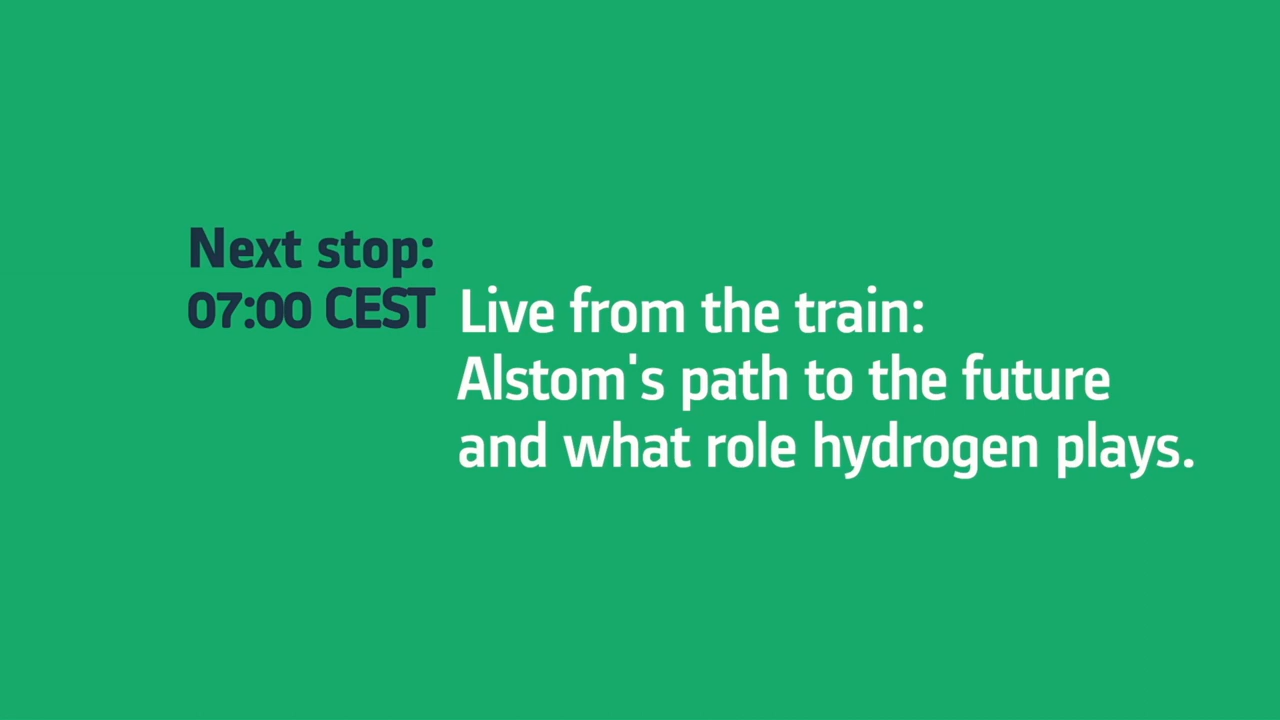 Next stop:
07:00 CEST
Live from the train:
Alstom's path to the future
and what role hydrogen plays.